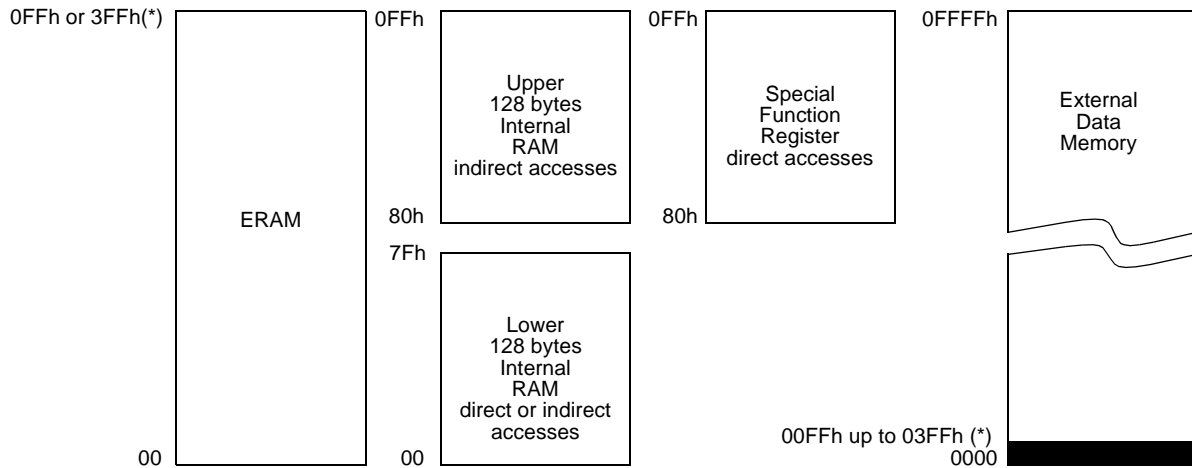 0FFh or 3FFh(*)
ERAM
00
0FFh
Upper
128 bytes
Internal
RAM
indirect accesses
80h
7Fh
Lower
128 bytes
Internal
RAM
direct or indirect
accesses
00
0FFh
Special
Function
Register
direct accesses
80h
0FFFFh
External
Data
Memory
00FFh up to 03FFh (*)
0000